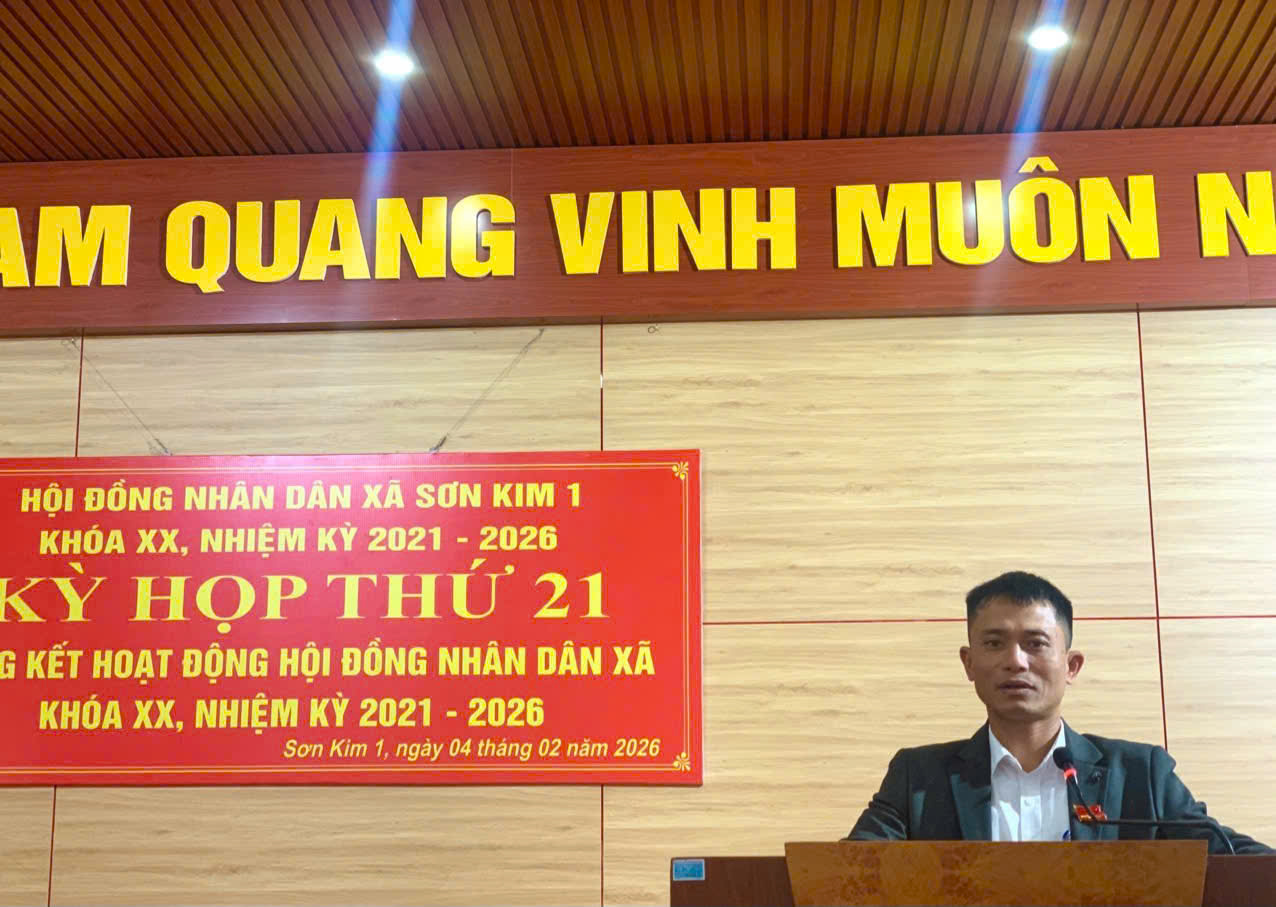 QUANG VINH MUÔN
HỘI ĐỒNG NHÂN DÂN XÃ SƠN KIM 1
KHÓA XX, NHIỆM KỲ 2021 - 2026
KỲ HỌP THỨ 21
KẾT HOẠT ĐỘNG HỘI ĐỒNG NHÂN DÂN XÃ
KHÓA XX, NHIỆM KỲ 2021 - 2026
Sơn Kim 1, ngày 04 tháng 02 năm 2026